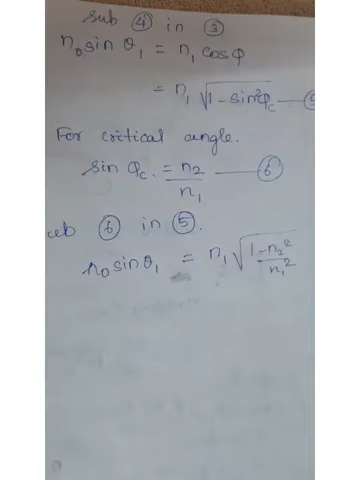 sub ④ in ③
n₀ sin θ₁ = n₁ cos φ
= n₁ √1 - sin²φc — ⑤
For critical angle.
sin φc. = n₂/n₁ — ⑥
sub ⑥ in ⑤.
n₀ sin θ₁ = n₁ √1 - n₂²/n₁²